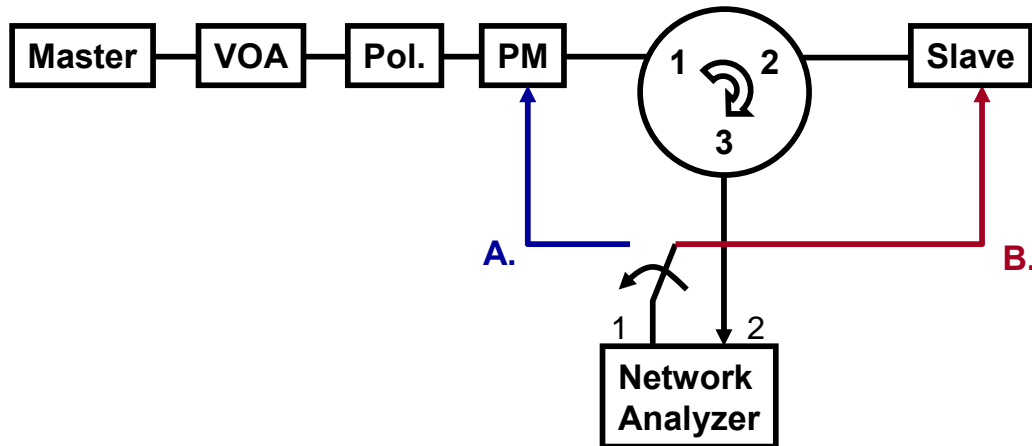 Master
VOA
Pol.
PM
1
2
3
Slave
A.
B.
1
2
Network
Analyzer